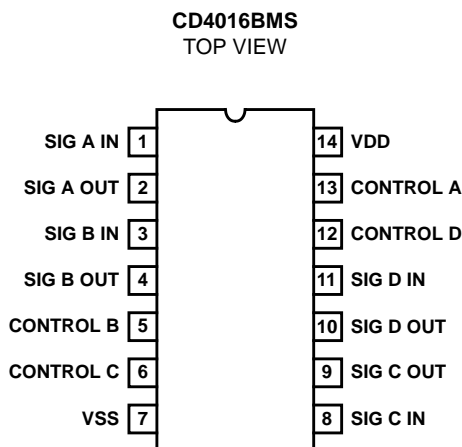 CD4016BMS
TOP VIEW
SIG A IN 1 14 VDD
SIG A OUT 2 13 CONTROL A
SIG B IN 3 12 CONTROL D
SIG B OUT 4 11 SIG D IN
CONTROL B 5 10 SIG D OUT
CONTROL C 6 9 SIG C OUT
VSS 7 8 SIG C IN